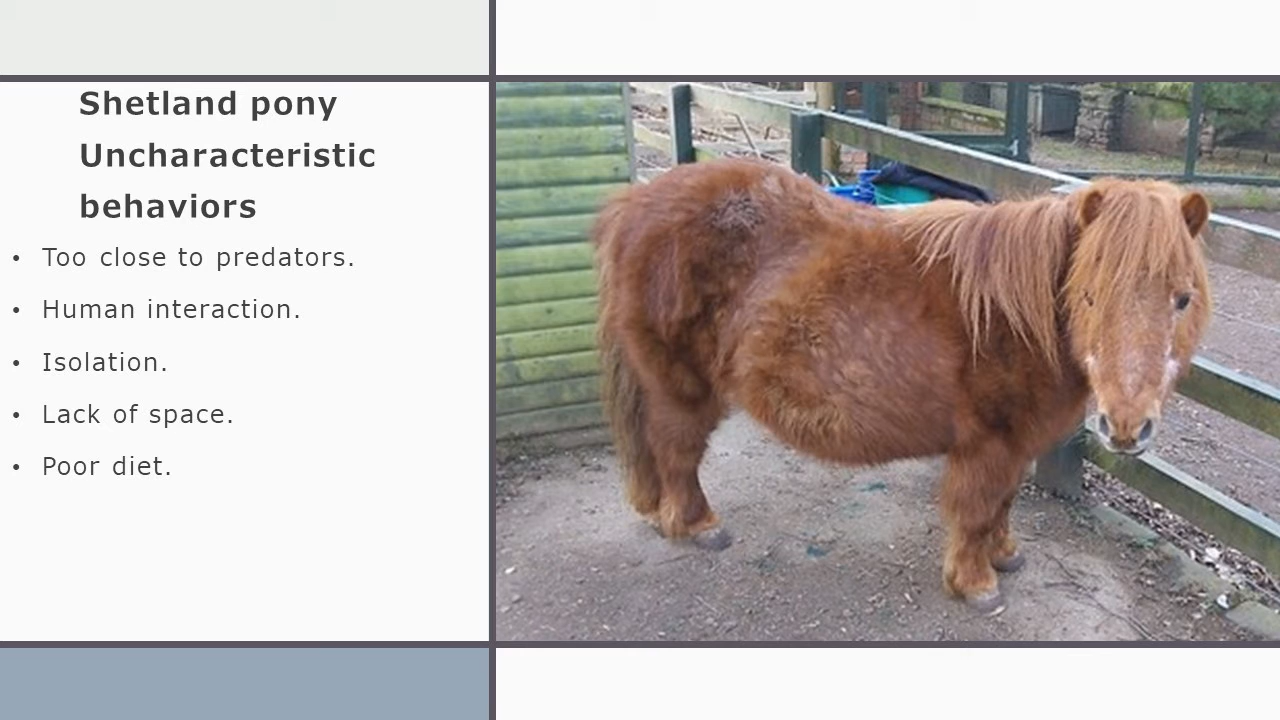 Shetland pony
Uncharacteristic
behaviors
• Too close to predators.
• Human interaction.
• Isolation.
• Lack of space.
• Poor diet.